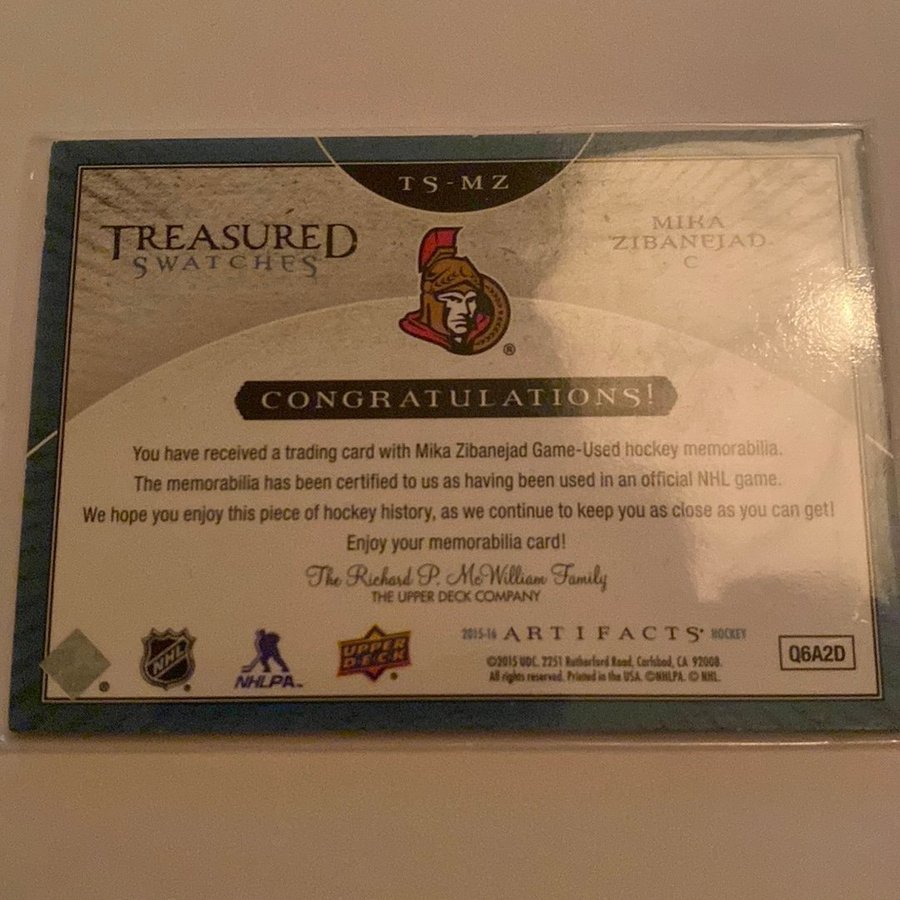 TS-MZ
TREASURED
SWATCHES
MIKA
ZIBANEJAD
C
®
CONGRATULATIONS!
You have received a trading card with Mika Zibanejad Game-Used hockey memorabilia.
The memorabilia has been certified to us as having been used in an official NHL game.
We hope you enjoy this piece of hockey history, as we continue to keep you as close as you can get!
Enjoy your memorabilia card!
The Richard P. McWilliam Family
THE UPPER DECK COMPANY
NHL
NHLPA™
UPPER
DECK
2015-16 ARTIFACTS HOCKEY
©2015 UDC. 2251 Rutherford Road, Carlsbad, CA 92008.
All rights reserved. Printed in the USA. ©NHLPA. © NHL.
Q6A2D